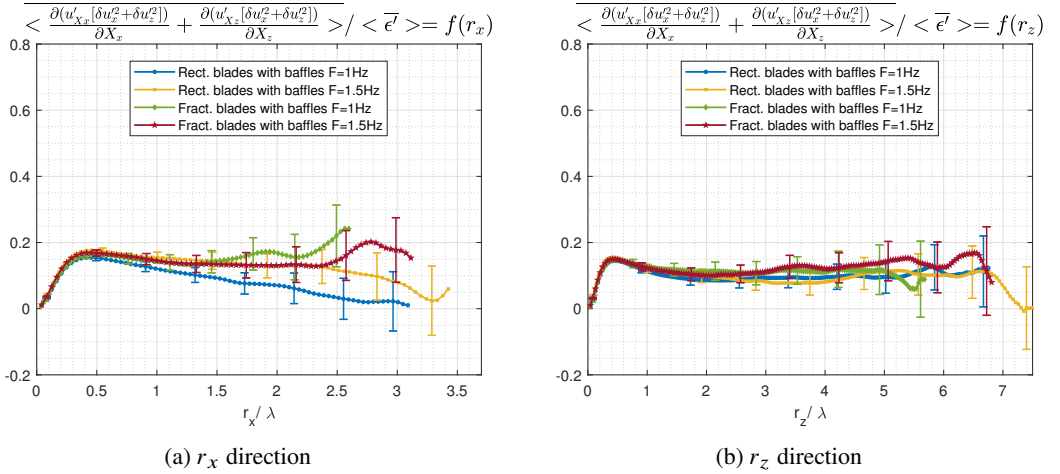 < ∂(u'_{Xx}[δu'^2_x+δu'^2_z])/∂X_x + ∂(u'_{Xz}[δu'^2_x+δu'^2_z])/∂X_z >/ < ε' >= f(r_x)
0.8
0.6
0.4
0.2
0
-0.2
Rect. blades with baffles F=1Hz
Rect. blades with baffles F=1.5Hz
Fract. blades with baffles F=1Hz
Fract. blades with baffles F=1.5Hz
0 0.5 1 1.5 2 2.5 3 3.5
r_x/ λ
(a) r_x direction
< ∂(u'_{Xx}[δu'^2_x+δu'^2_z])/∂X_x + ∂(u'_{Xz}[δu'^2_x+δu'^2_z])/∂X_z >/ < ε' >= f(r_z)
0.8
0.6
0.4
0.2
0
-0.2
Rect. blades with baffles F=1Hz
Rect. blades with baffles F=1.5Hz
Fract. blades with baffles F=1Hz
Fract. blades with baffles F=1.5Hz
0 1 2 3 4 5 6 7
r_z/ λ
(b) r_z direction